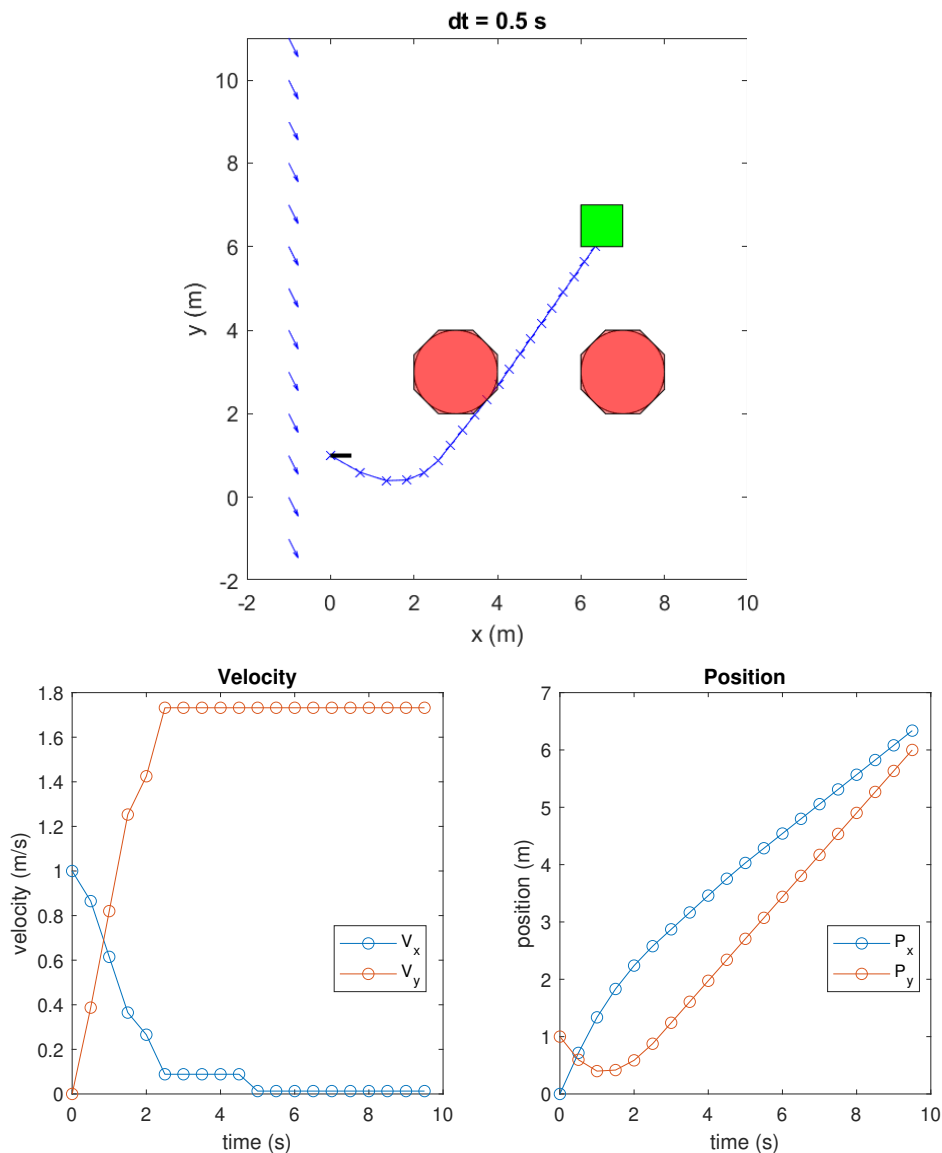 dt = 0.5 s
10
8
6
4
2
0
-2
y (m)
-2 0 2 4 6 8 10
x (m)
Velocity
1.8
1.6
1.4
1.2
1
0.8
0.6
0.4
0.2
0
velocity (m/s)
V_x
V_y
0 2 4 6 8 10
time (s)
Position
7
6
5
4
3
2
1
0
position (m)
P_x
P_y
0 2 4 6 8 10
time (s)